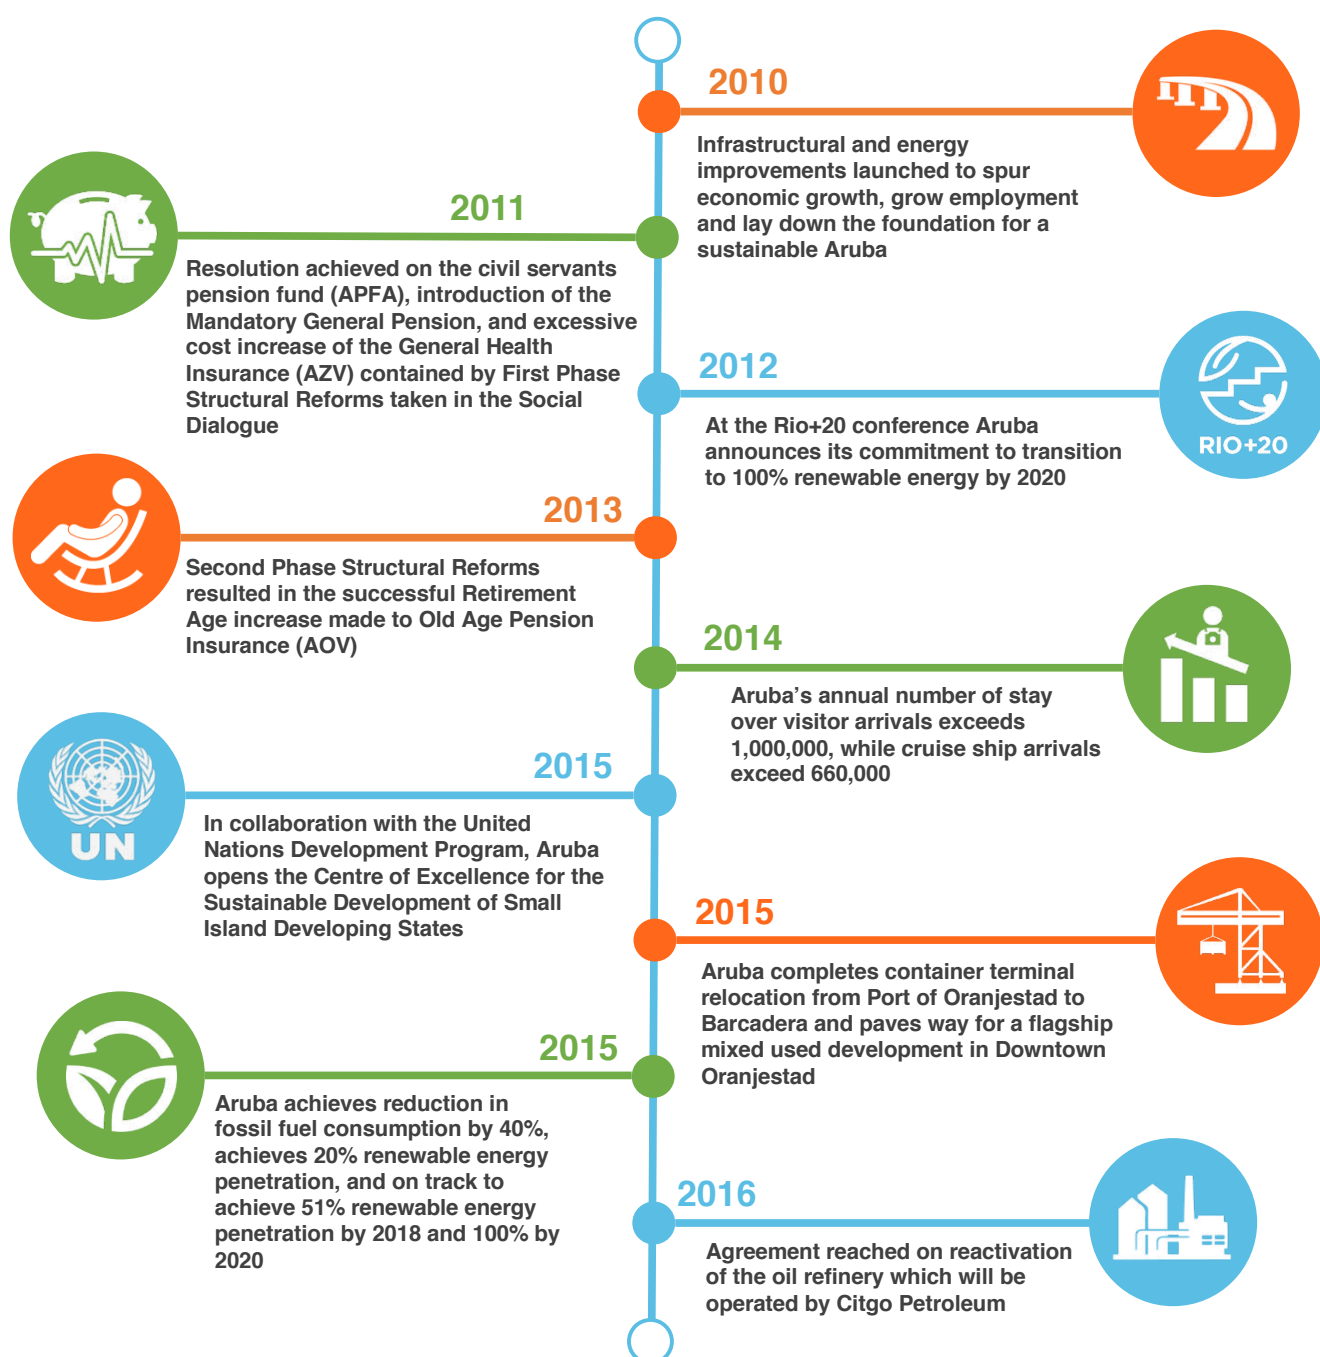 2010
Infrastructural and energy
improvements launched to spur
economic growth, grow employment
and lay down the foundation for a
sustainable Aruba
2011
Resolution achieved on the civil servants
pension fund (APFA), introduction of the
Mandatory General Pension, and excessive
cost increase of the General Health
Insurance (AZV) contained by First Phase
Structural Reforms taken in the Social
Dialogue
2012
RIO+20
At the Rio+20 conference Aruba
announces its commitment to transition
to 100% renewable energy by 2020
2013
Second Phase Structural Reforms
resulted in the successful Retirement
Age increase made to Old Age Pension
Insurance (AOV)
2014
Aruba’s annual number of stay
over visitor arrivals exceeds
1,000,000, while cruise ship arrivals
exceed 660,000
2015
UN
In collaboration with the United
Nations Development Program, Aruba
opens the Centre of Excellence for the
Sustainable Development of Small
Island Developing States
2015
Aruba completes container terminal
relocation from Port of Oranjestad to
Barcadera and paves way for a flagship
mixed used development in Downtown
Oranjestad
2015
Aruba achieves reduction in
fossil fuel consumption by 40%,
achieves 20% renewable energy
penetration, and on track to
achieve 51% renewable energy
penetration by 2018 and 100% by
2020
2016
Agreement reached on reactivation
of the oil refinery which will be
operated by Citgo Petroleum